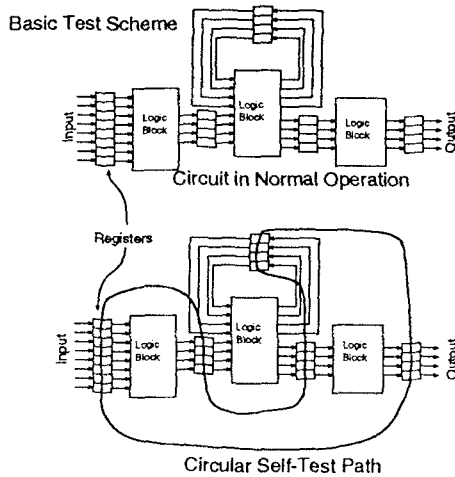 Basic Test Scheme
Input
Logic
Block
Logic
Block
Logic
Block
Output
Circuit in Normal Operation
Registers
Input
Logic
Block
Logic
Block
Logic
Block
Output
Circular Self-Test Path